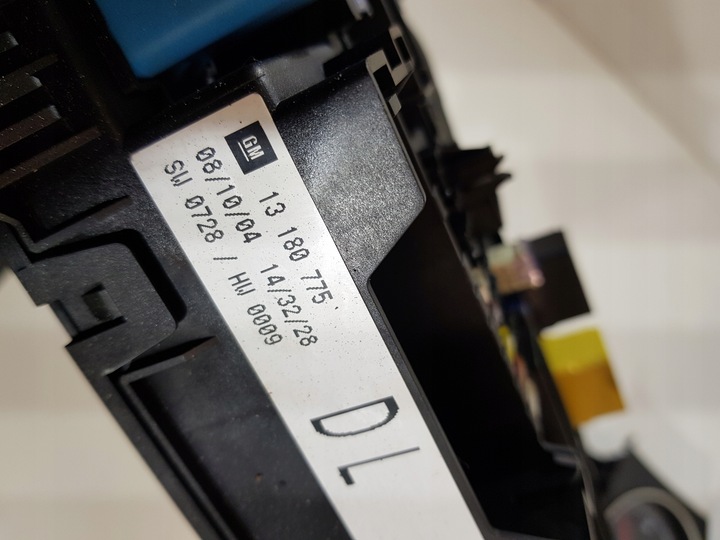 GM
13 180 775
08/10/04 14/32/28
SW 0728 / HW 0009
DL